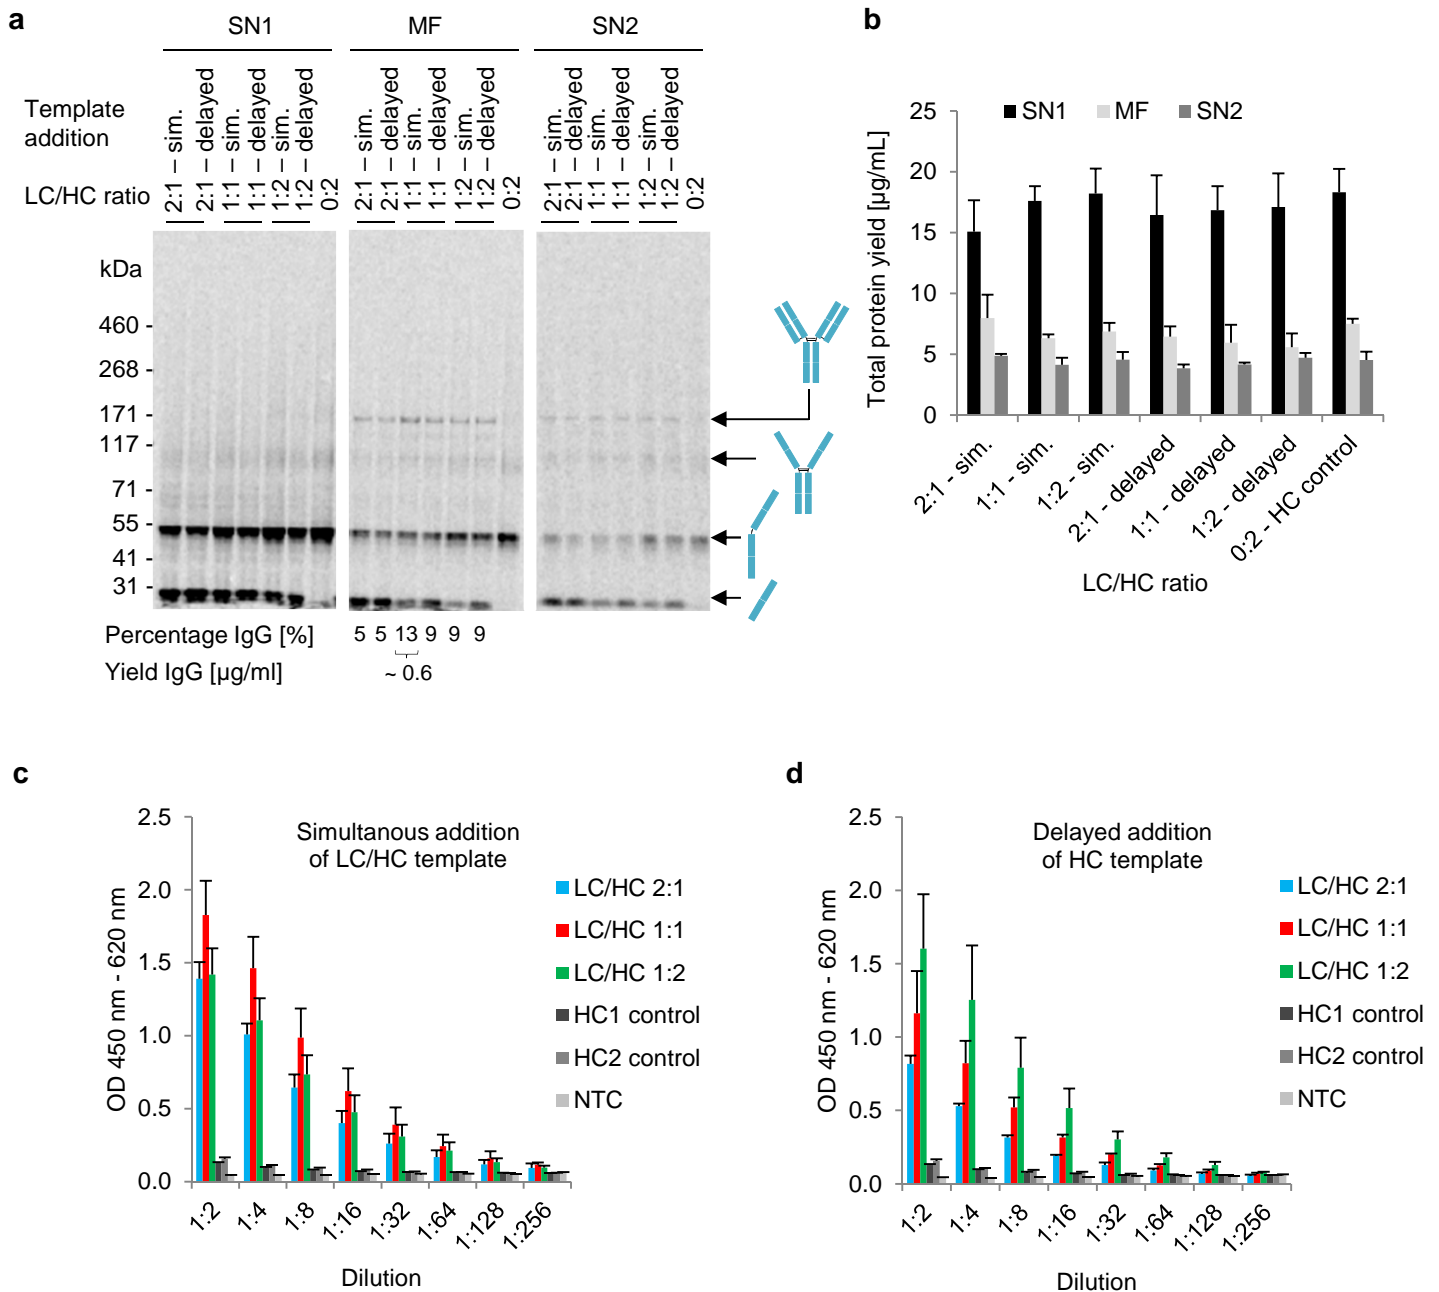 a
SN1 MF SN2
Template
addition
2:1 – sim.
2:1 – delayed
1:1 – sim.
1:1 – delayed
1:2 – sim.
1:2 – delayed
0:2
2:1 – sim.
2:1 – delayed
1:1 – sim.
1:1 – delayed
1:2 – sim.
1:2 – delayed
0:2
2:1 – sim.
2:1 – delayed
1:1 – sim.
1:1 – delayed
1:2 – sim.
1:2 – delayed
0:2
LC/HC ratio
kDa
460 -
268 -
171 -
117 -
71 -
55 -
41 -
31 -
Percentage IgG [%] 5 5 13 9 9 9
Yield IgG [µg/ml] ~ 0.6
b
Total protein yield [µg/mL]
25
20
15
10
5
0
SN1 MF SN2
2:1 - sim.
1:1 - sim.
1:2 - sim.
2:1 - delayed
1:1 - delayed
1:2 - delayed
0:2 - HC control
LC/HC ratio
c
OD 450 nm - 620 nm
2.5
2.0
1.5
1.0
0.5
0.0
Simultanous addition
of LC/HC template
LC/HC 2:1
LC/HC 1:1
LC/HC 1:2
HC1 control
HC2 control
NTC
1:2 1:4 1:8 1:16 1:32 1:64 1:128 1:256
Dilution
d
OD 450 nm - 620 nm
2.5
2.0
1.5
1.0
0.5
0.0
Delayed addition
of HC template
LC/HC 2:1
LC/HC 1:1
LC/HC 1:2
HC1 control
HC2 control
NTC
1:2 1:4 1:8 1:16 1:32 1:64 1:128 1:256
Dilution